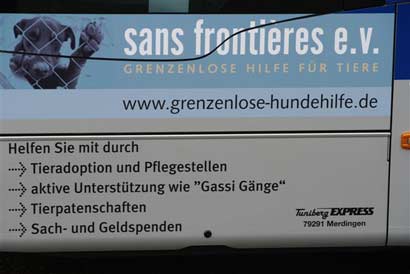 sans frontières e.v.
GRENZENLOSE HILFE FÜR TIERE
www.grenzenlose-hundehilfe.de
Helfen Sie mit durch
Tieradoption und Pflegestellen
aktive Unterstützung wie "Gassi Gänge“
Tierpatenschaften
Sach- und Geldspenden
Tuniberg EXPRESS
79291 Merdingen